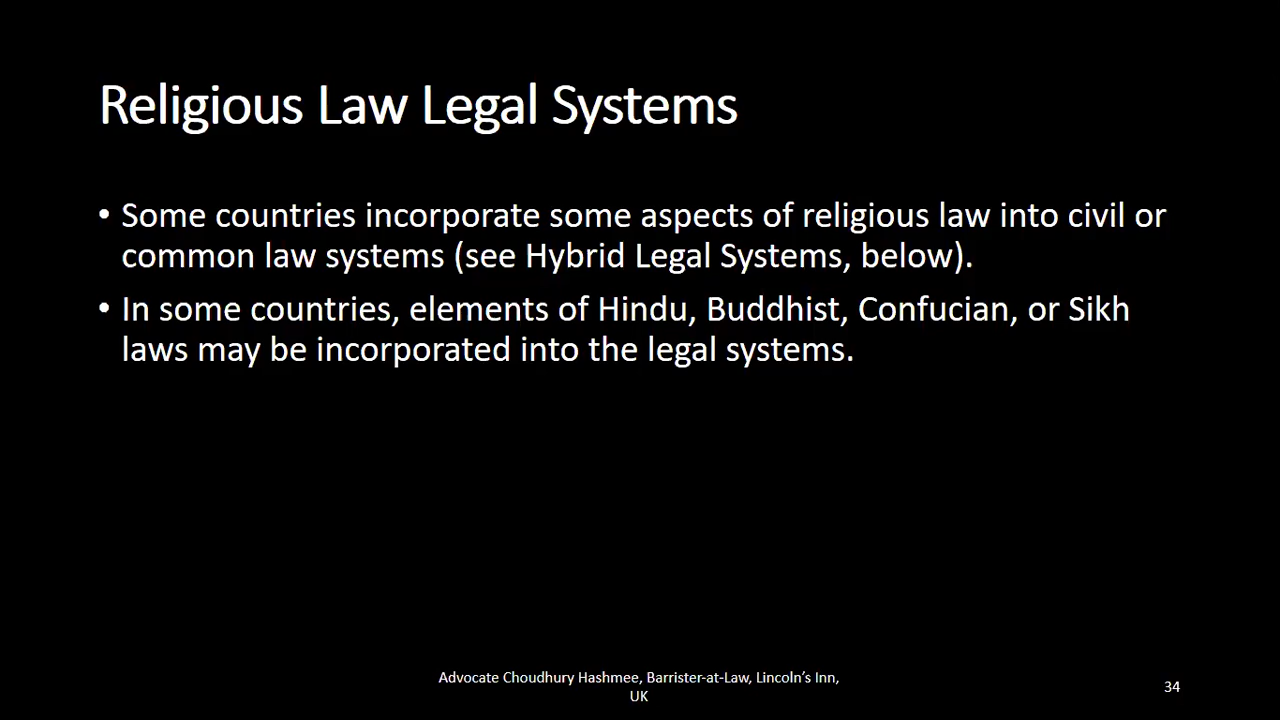 Religious Law Legal Systems
• Some countries incorporate some aspects of religious law into civil or
common law systems (see Hybrid Legal Systems, below).
• In some countries, elements of Hindu, Buddhist, Confucian, or Sikh
laws may be incorporated into the legal systems.
Advocate Choudhury Hashmee, Barrister-at-Law, Lincoln’s Inn,
UK
34